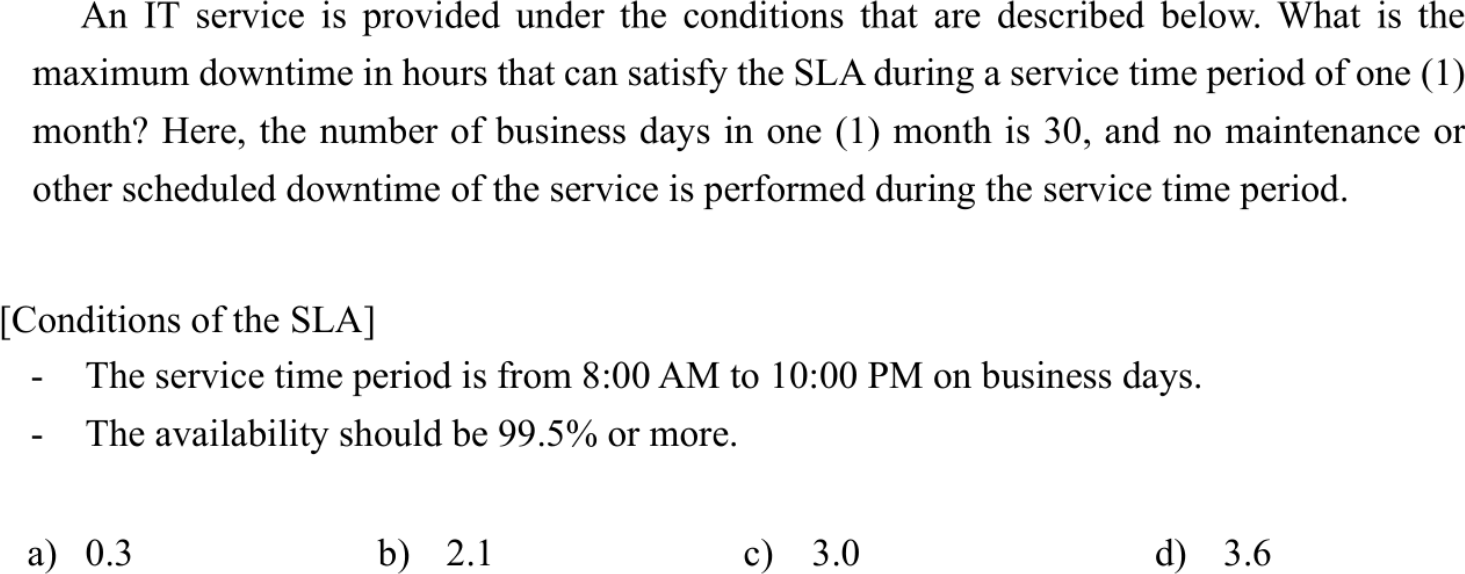 An IT service is provided under the conditions that are described below. What is the
maximum downtime in hours that can satisfy the SLA during a service time period of one (1)
month? Here, the number of business days in one (1) month is 30, and no maintenance or
other scheduled downtime of the service is performed during the service time period.
[Conditions of the SLA]
- The service time period is from 8:00 AM to 10:00 PM on business days.
- The availability should be 99.5% or more.
a) 0.3 b) 2.1 c) 3.0 d) 3.6